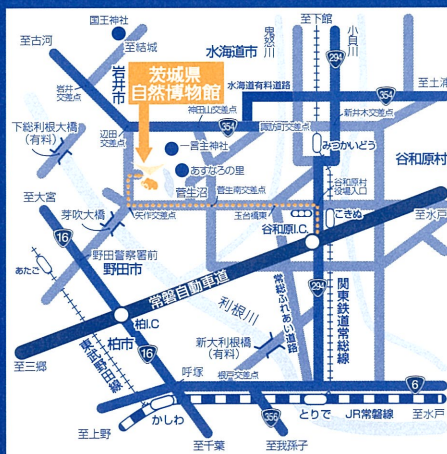 国王神社
至古河
至結城
岩井市
岩井
交差点
茨城県
自然博物館
水海道市
鬼怒川
至下館
小貝川
294
354
至土浦
水海道有料道路
神田山交差点
354
諏訪町交差点
新井木交差点
下総利根大橋
(有料)
辺田
交差点
一言主神社
あすなろの里
みつかいどう
谷和原村
谷和原村
役場入口
菅生沼
菅生南交差点
至大宮
芽吹大橋
矢作交差点
玉台橋東
こきぬ
至水戸
谷和原I.C.
16
野田警察署前
あたご
野田市
常磐自動車道
利根川
常総ふれあい道路
294
関東鉄道常総線
柏I.C
柏市
16
新大利根橋
(有料)
至三郷
東武野田線
呼塚
根戸交差点
6
かしわ
とりで
JR常磐線
356
至水戸
至上野
至千葉
至我孫子